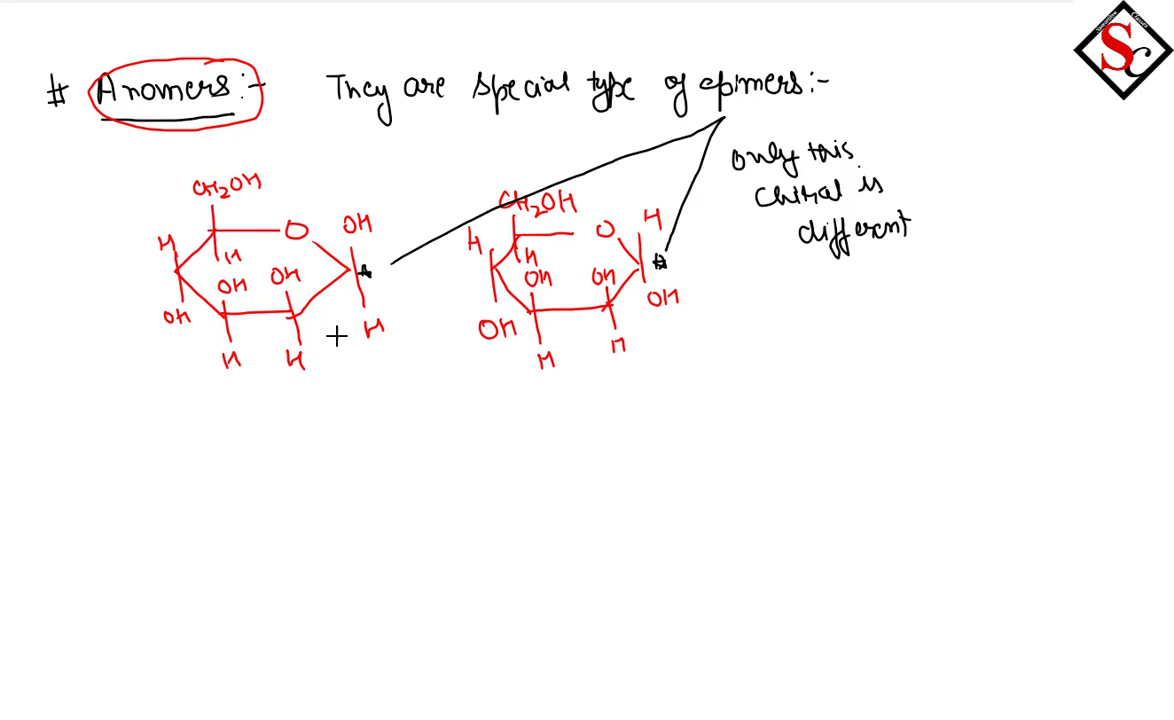 # Anomers:- They are special type of epimers:-
only this
chiral is
different
CH₂OH CH₂OH
O OH O H
H H H H
OH OH OH OH
OH H OH OH
H H H H
+
Sc